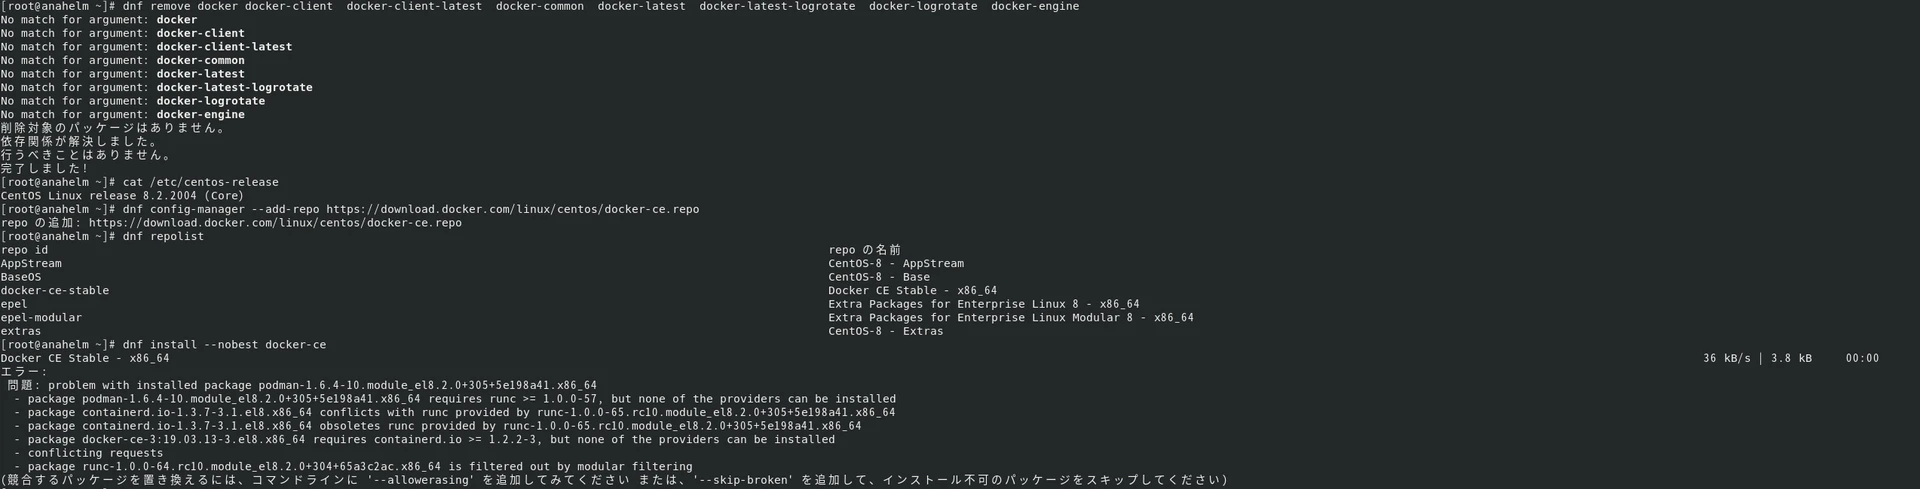 [root@anahelm ~]# dnf remove docker docker-client  docker-client-latest  docker-common  docker-latest  docker-latest-logrotate  docker-logrotate  docker-engine
No match for argument: docker
No match for argument: docker-client
No match for argument: docker-client-latest
No match for argument: docker-common
No match for argument: docker-latest
No match for argument: docker-latest-logrotate
No match for argument: docker-logrotate
No match for argument: docker-engine
削除対象のパッケージはありません。
依存関係が解決しました。
行うべきことはありません。
完了しました!
[root@anahelm ~]# cat /etc/centos-release
CentOS Linux release 8.2.2004 (Core)
[root@anahelm ~]# dnf config-manager --add-repo https://download.docker.com/linux/centos/docker-ce.repo
repo の追加: https://download.docker.com/linux/centos/docker-ce.repo
[root@anahelm ~]# dnf repolist
repo id repo の名前
AppStream CentOS-8 - AppStream
BaseOS CentOS-8 - Base
docker-ce-stable Docker CE Stable - x86_64
epel Extra Packages for Enterprise Linux 8 - x86_64
epel-modular Extra Packages for Enterprise Linux Modular 8 - x86_64
extras CentOS-8 - Extras
[root@anahelm ~]# dnf install --nobest docker-ce
Docker CE Stable - x86_64 36 kB/s | 3.8 kB 00:00
エラー:
問題: problem with installed package podman-1.6.4-10.module_el8.2.0+305+5e198a41.x86_64
- package podman-1.6.4-10.module_el8.2.0+305+5e198a41.x86_64 requires runc >= 1.0.0-57, but none of the providers can be installed
- package containerd.io-1.3.7-3.1.el8.x86_64 conflicts with runc provided by runc-1.0.0-65.rc10.module_el8.2.0+305+5e198a41.x86_64
- package containerd.io-1.3.7-3.1.el8.x86_64 obsoletes runc provided by runc-1.0.0-65.rc10.module_el8.2.0+305+5e198a41.x86_64
- package docker-ce-3:19.03.13-3.el8.x86_64 requires containerd.io >= 1.2.2-3, but none of the providers can be installed
- conflicting requests
- package runc-1.0.0-64.rc10.module_el8.2.0+304+65a3c2ac.x86_64 is filtered out by modular filtering
(競合するパッケージを置き換えるには、コマンドラインに '--allowerasing' を追加してみてください または、'--skip-broken' を追加して、インストール不可のパッケージをスキップしてください)